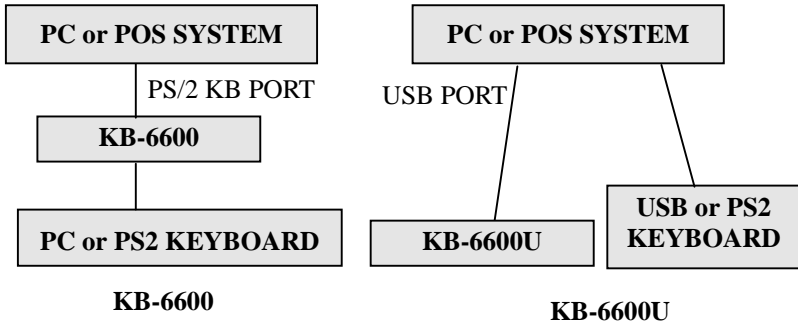 PC or POS SYSTEM
PS/2 KB PORT
KB-6600
PC or PS2 KEYBOARD
KB-6600
PC or POS SYSTEM
USB PORT
KB-6600U
USB or PS2
KEYBOARD
KB-6600U